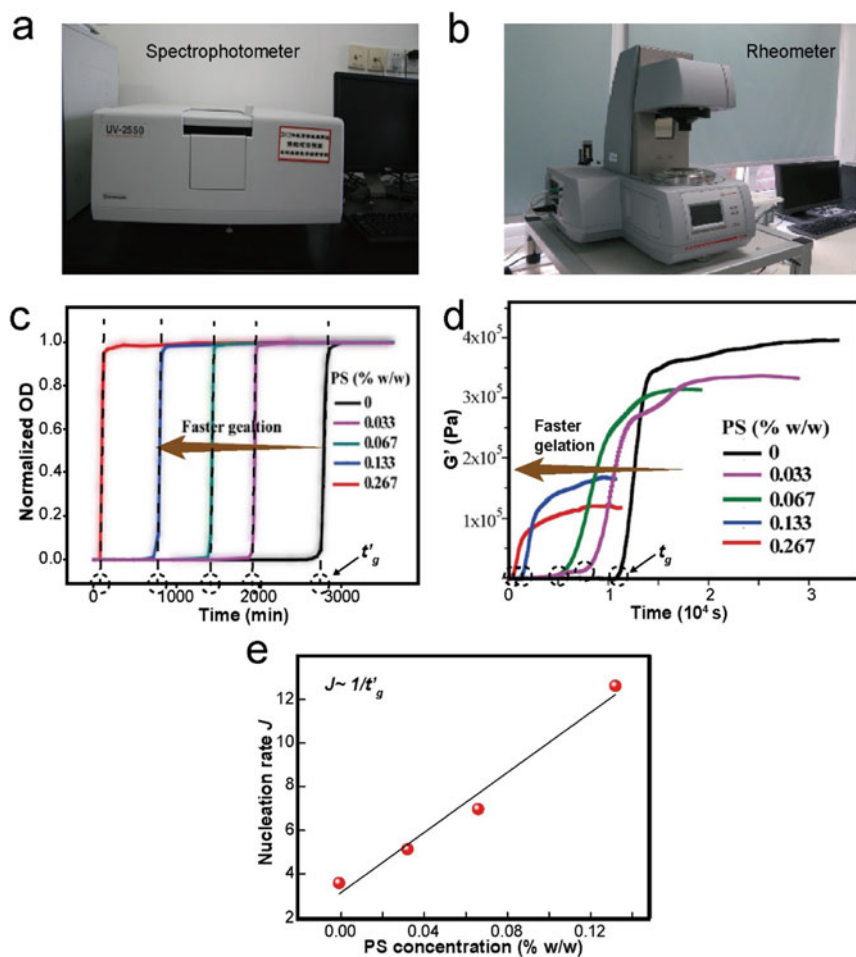 a
Spectrophotometer
UV-2550
b
Rheometer
c
Normalized OD
1.0
0.8
0.6
0.4
0.2
0.0
PS (% w/w)
0
0.033
0.067
0.133
0.267
Faster gealtion
t'g
0
1000
2000
3000
Time (min)
d
G' (Pa)
4x10⁵
3x10⁵
2x10⁵
1x10⁵
Faster gelation
PS (% w/w)
0
0.033
0.067
0.133
0.267
tg
0
1
2
3
Time (10⁴ s)
e
J~ 1/t'g
Nucleation rate J
12
10
8
6
4
2
0.00
0.04
0.08
0.12
PS concentration (% w/w)